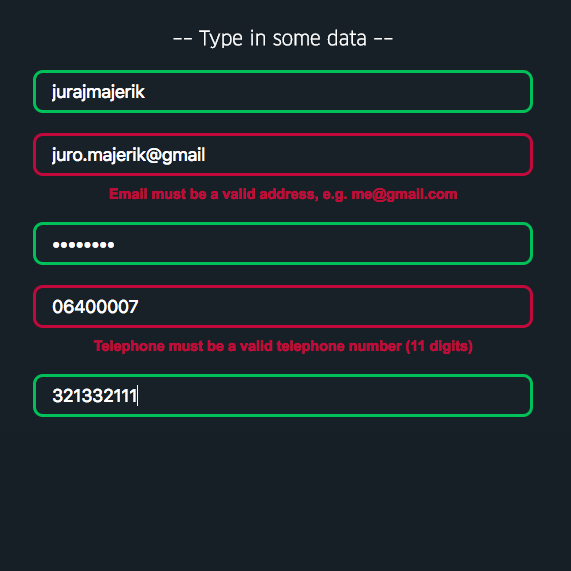 -- Type in some data --
jurajmajerik
juro.majerik@gmail
Email must be a valid address, e.g. me@gmail.com
••••••••
06400007
Telephone must be a valid telephone number (11 digits)
321332111